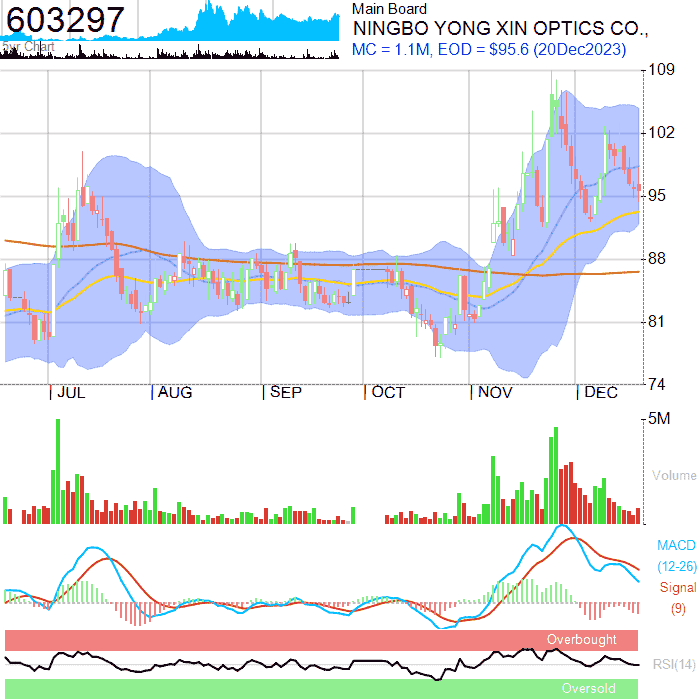 603297
5yr Chart
Main Board
NINGBO YONG XIN OPTICS CO.,
MC = 1.1M, EOD = $95.6 (20Dec2023)
109
102
95
88
81
74
JUL AUG SEP OCT NOV DEC
5M
Volume
MACD
(12-26)
Signal
(9)
Overbought
RSI(14)
Oversold